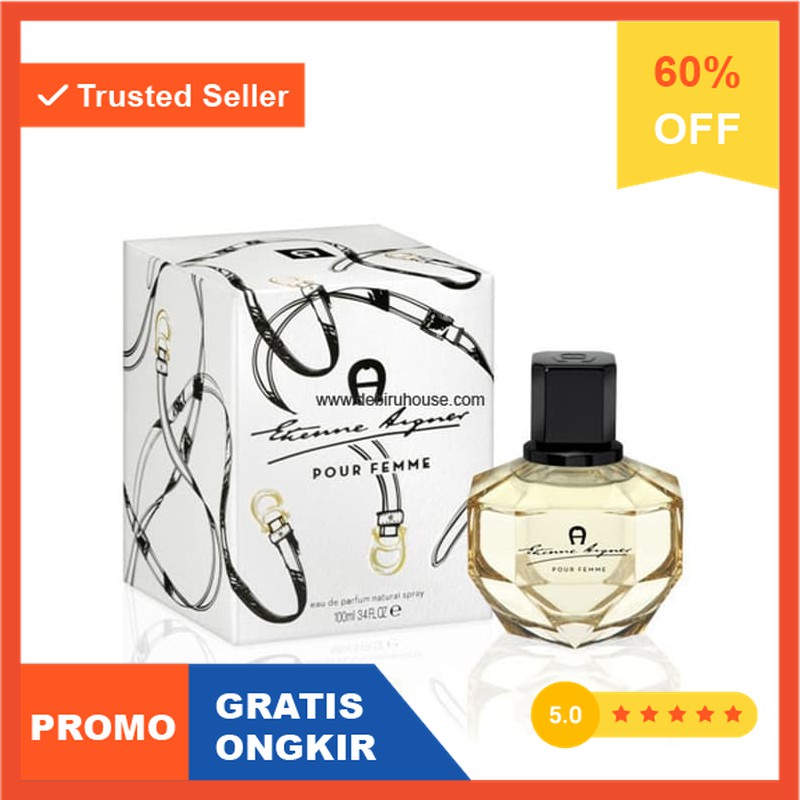 Trusted Seller
60%
OFF
www.debiruhouse.com
Etienne Aigner
POUR FEMME
eau de parfum natural spray
100ml 3.4 FL.OZ e
Etienne Aigner
POUR FEMME
PROMO
GRATIS
ONGKIR
5.0